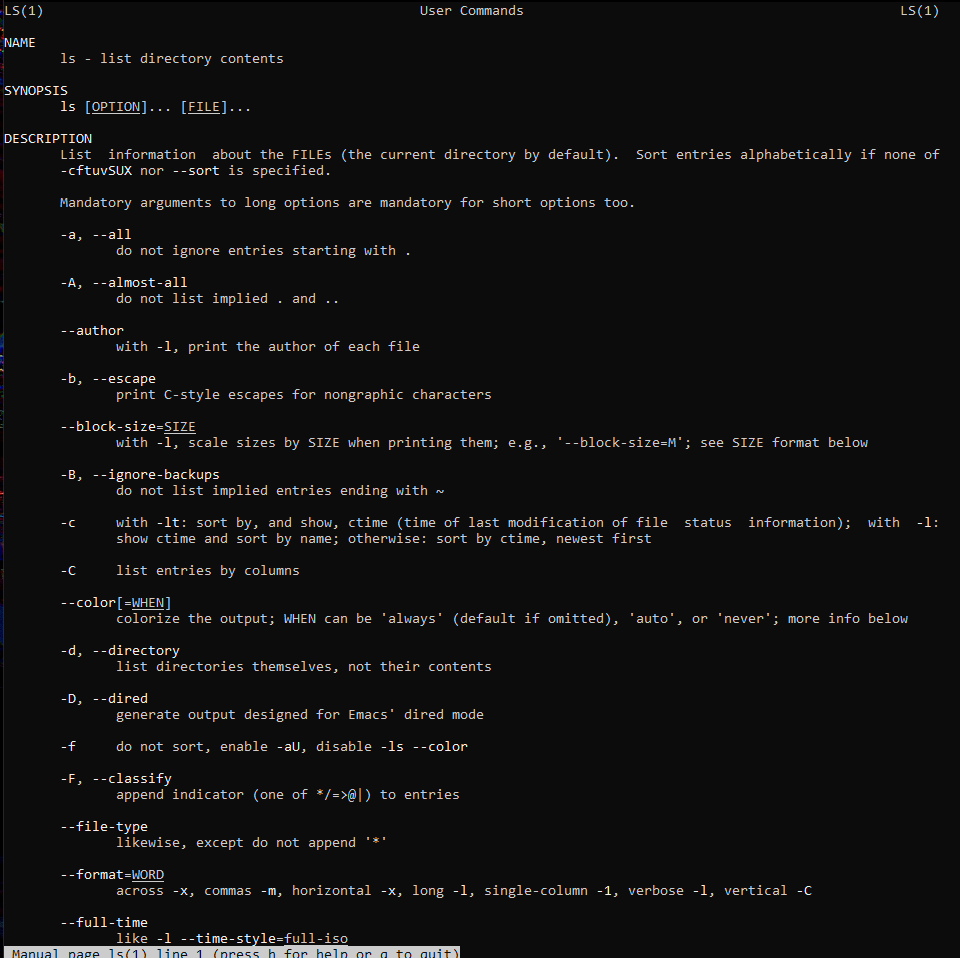 LS(1) User Commands LS(1)
NAME
ls - list directory contents
SYNOPSIS
ls [OPTION]... [FILE]...
DESCRIPTION
List information about the FILEs (the current directory by default). Sort entries alphabetically if none of
-cftuvSUX nor --sort is specified.
Mandatory arguments to long options are mandatory for short options too.
-a, --all
do not ignore entries starting with .
-A, --almost-all
do not list implied . and ..
--author
with -l, print the author of each file
-b, --escape
print C-style escapes for nongraphic characters
--block-size=SIZE
with -l, scale sizes by SIZE when printing them; e.g., '--block-size=M'; see SIZE format below
-B, --ignore-backups
do not list implied entries ending with ~
-c with -lt: sort by, and show, ctime (time of last modification of file status information); with -l:
show ctime and sort by name; otherwise: sort by ctime, newest first
-C list entries by columns
--color[=WHEN]
colorize the output; WHEN can be 'always' (default if omitted), 'auto', or 'never'; more info below
-d, --directory
list directories themselves, not their contents
-D, --dired
generate output designed for Emacs' dired mode
-f do not sort, enable -aU, disable -ls --color
-F, --classify
append indicator (one of */=>@|) to entries
--file-type
likewise, except do not append '*'
--format=WORD
across -x, commas -m, horizontal -x, long -l, single-column -1, verbose -l, vertical -C
--full-time
like -l --time-style=full-iso
Manual page ls(1) line 1 (press h for help or q to quit)